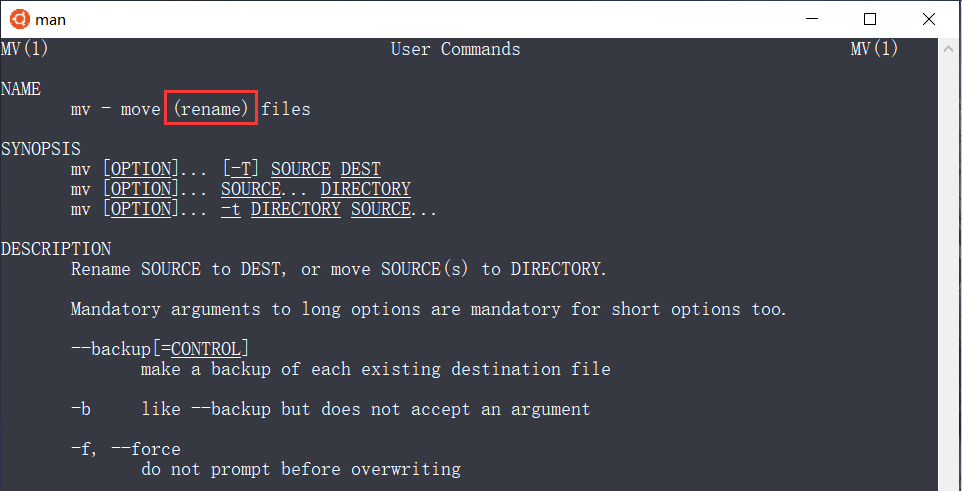 man
MV(1) User Commands MV(1)
NAME
mv - move (rename) files
SYNOPSIS
mv [OPTION]... [-T] SOURCE DEST
mv [OPTION]... SOURCE... DIRECTORY
mv [OPTION]... -t DIRECTORY SOURCE...
DESCRIPTION
Rename SOURCE to DEST, or move SOURCE(s) to DIRECTORY.
Mandatory arguments to long options are mandatory for short options too.
--backup[=CONTROL]
make a backup of each existing destination file
-b like --backup but does not accept an argument
-f, --force
do not prompt before overwriting